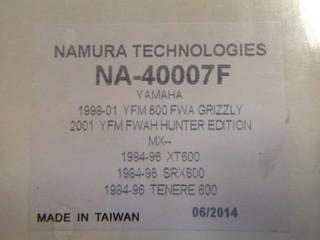 NAMURA TECHNOLOGIES
NA-40007F
YAMAHA
1998-01 YFM 600 FWA GRIZZLY
2001 YFM FWAH HUNTER EDITION
MX--
1984-96 XT600
1984-96 SRX600
1984-96 TENERE 600
MADE IN TAIWAN 06/2014